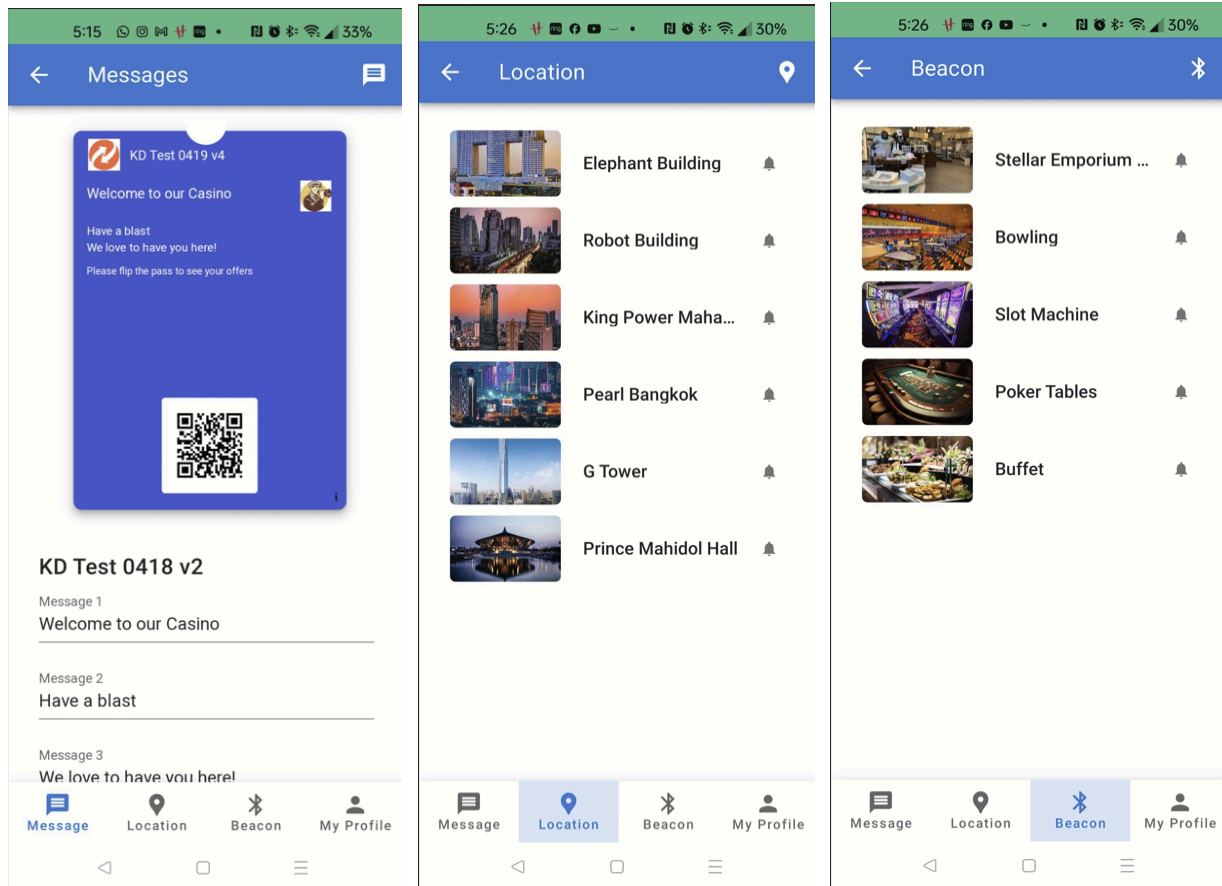 5:15
33%
Messages
KD Test 0419 v4
Welcome to our Casino
Have a blast
We love to have you here!
Please flip the pass to see your offers
KD Test 0418 v2
Message 1
Welcome to our Casino
Message 2
Have a blast
Message 3
We love to have you here!
Message
Location
Beacon
My Profile
5:26
30%
Location
Elephant Building
Robot Building
King Power Maha...
Pearl Bangkok
G Tower
Prince Mahidol Hall
Message
Location
Beacon
My Profile
5:26
30%
Beacon
Stellar Emporium ...
Bowling
Slot Machine
Poker Tables
Buffet
Message
Location
Beacon
My Profile